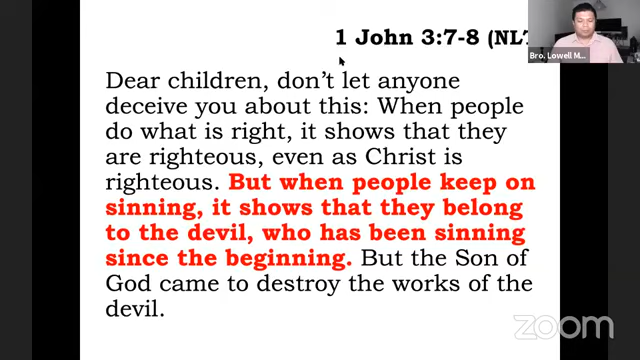 1 John 3:7-8 (NLT
Bro. Lowell M...
Dear children, don't let anyone
deceive you about this: When people
do what is right, it shows that they
are righteous, even as Christ is
righteous. But when people keep on
sinning, it shows that they belong
to the devil, who has been sinning
since the beginning. But the Son of
God came to destroy the works of the
devil.
zoom